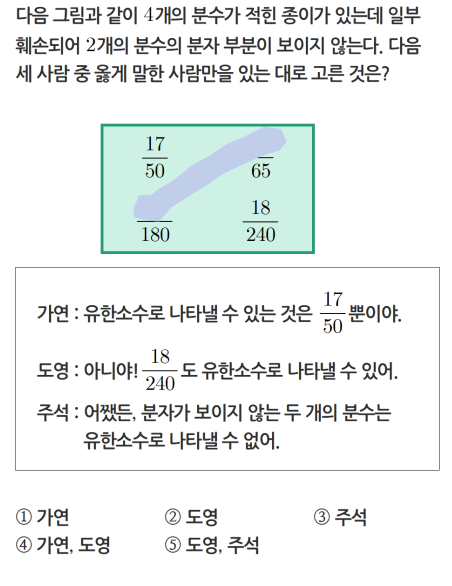 다음 그림과 같이 4개의 분수가 적힌 종이가 있는데 일부
훼손되어 2개의 분수의 분자 부분이 보이지 않는다. 다음
세 사람 중 옳게 말한 사람만을 있는 대로 고른 것은?
17/50 /65
/180 18/240
가연 : 유한소수로 나타낼 수 있는 것은 17/50 뿐이야.
도영 : 아니야! 18/240 도 유한소수로 나타낼 수 있어.
주석 : 어쨌든, 분자가 보이지 않는 두 개의 분수는
유한소수로 나타낼 수 없어.
① 가연 ② 도영 ③ 주석
④ 가연, 도영 ⑤ 도영, 주석